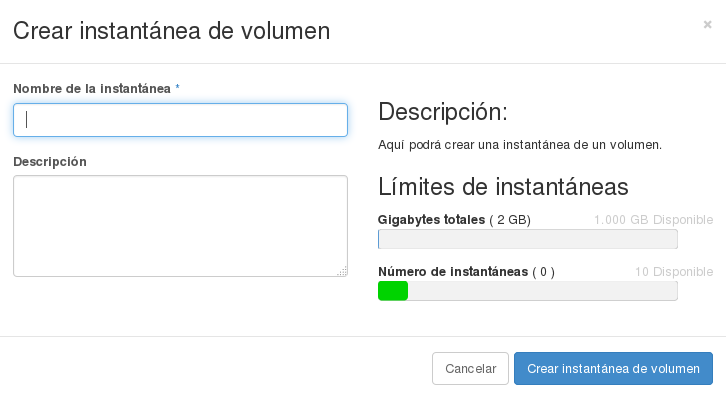 Crear instantánea de volumen
×
Nombre de la instantánea *
Descripción
Descripción:
Aquí podrá crear una instantánea de un volumen.
Límites de instantáneas
Gigabytes totales ( 2 GB) 1.000 GB Disponible
Número de instantáneas ( 0 ) 10 Disponible
Cancelar
Crear instantánea de volumen